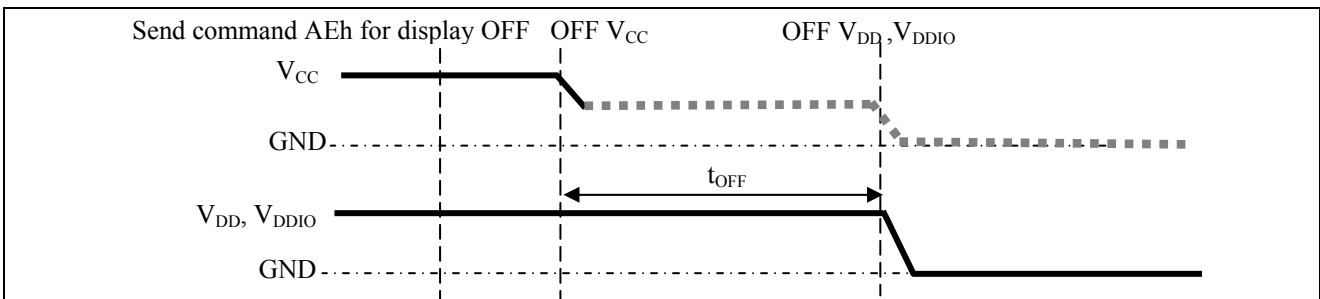 Send command AEh for display OFF OFF VCC OFF VDD ,VDDIO
VCC
GND
tOFF
VDD, VDDIO
GND